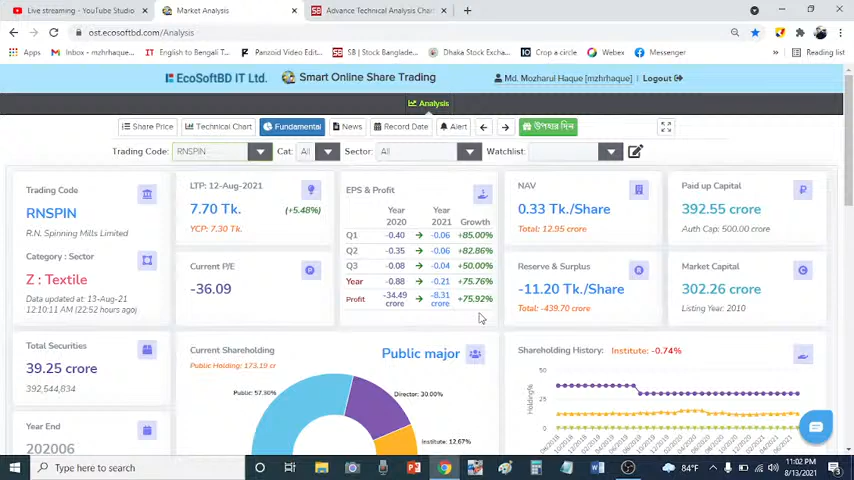 Live streaming - YouTube Studio
Market Analysis
Advance Technical Analysis Char
ost.ecosoftbd.com/Analysis
Apps
Inbox - mzhrhaque...
English to Bengali T...
Panzoid Video Editor...
SB | Stock Banglade...
Dhaka Stock Excha...
Crop a circle
Webex
Messenger
Reading list
EcoSoftBD IT Ltd.
Smart Online Share Trading
Md. Mozharul Haque [mzhrhaque]
Logout
Analysis
Share Price
Technical Chart
Fundamental
News
Record Date
Alert
উপহার দিন
Trading Code:
RNSPIN
Cat:
All
Sector:
All
Watchlist:
Trading Code
RNSPIN
R.N. Spinning Mills Limited
Category : Sector
Z : Textile
Data updated at: 13-Aug-21
12:10:11 AM (22:52 hours ago)
LTP: 12-Aug-2021
7.70 Tk.
(+5.48%)
YCP: 7.30 Tk.
Current P/E
-36.09
EPS & Profit
Year 2020
Year 2021
Growth
Q1 -0.40 → -0.06 +85.00%
Q2 -0.35 → -0.06 +82.86%
Q3 -0.08 → -0.04 +50.00%
Year -0.88 → -0.21 +75.76%
Profit -34.49 crore → -8.31 crore +75.92%
NAV
0.33 Tk./Share
Total: 12.95 crore
Reserve & Surplus
-11.20 Tk./Share
Total: -439.70 crore
Paid up Capital
392.55 crore
Auth Cap: 500.00 crore
Market Capital
302.26 crore
Listing Year: 2010
Total Securities
39.25 crore
392,544,834
Year End
202006
Current Shareholding
Public major
Public Holding: 173.19 cr
Public: 57.30%
Director: 30.00%
Institute: 12.67%
Shareholding History:
Institute: -0.74%
Holding%
50
25
0
Type here to search
84°F
11:02 PM
8/13/2021